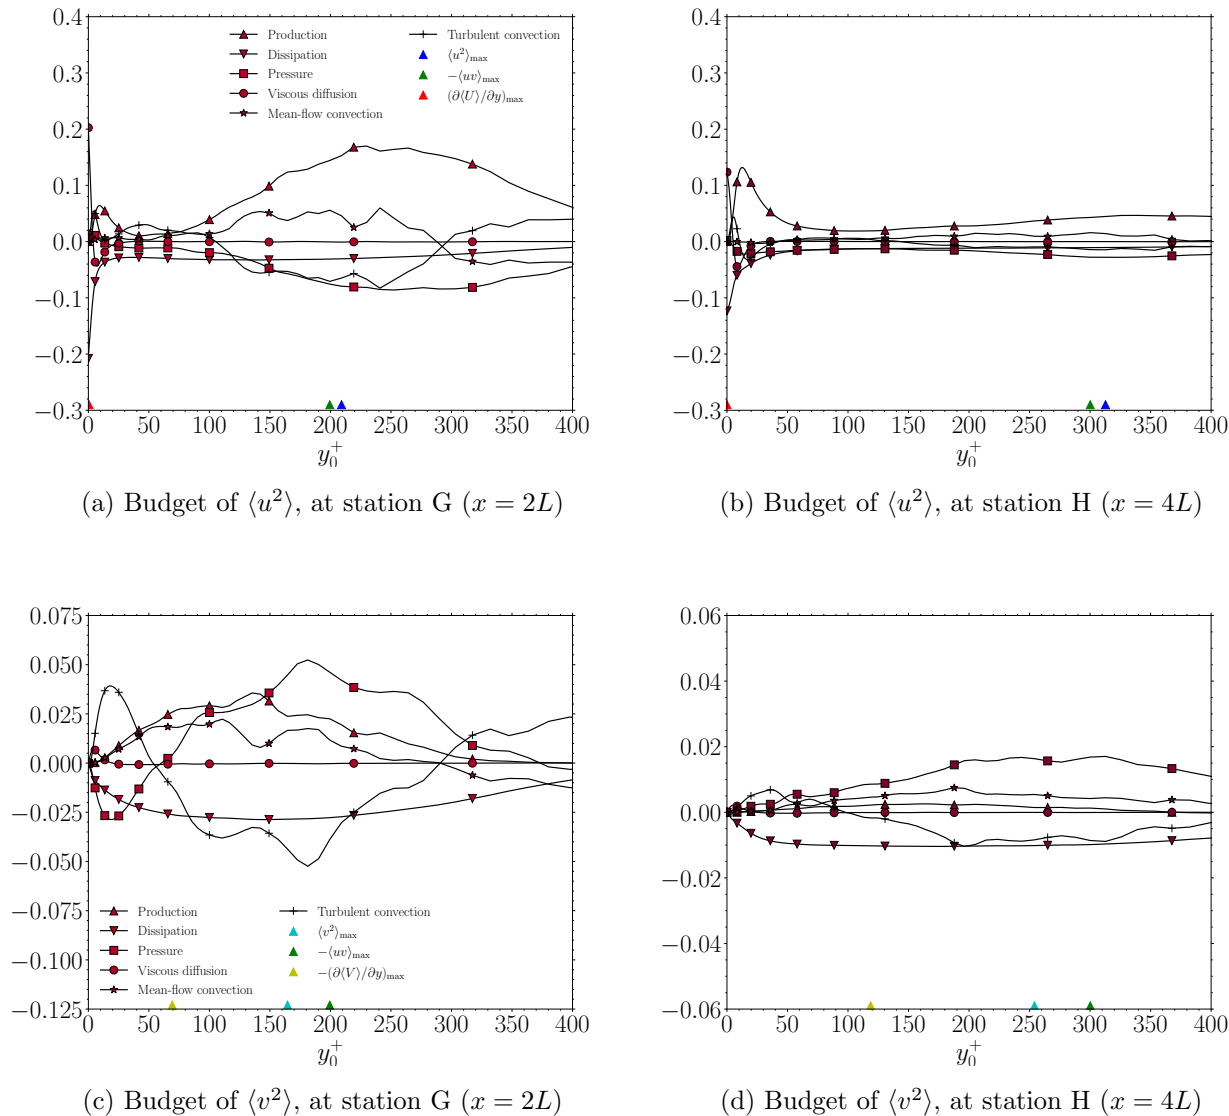 0.4
0.3
0.2
0.1
0.0
−0.1
−0.2
−0.3
Production
Dissipation
Pressure
Viscous diffusion
Mean-flow convection
Turbulent convection
⟨u²⟩max
−⟨uv⟩max
(∂⟨U⟩/∂y)max
0 50 100 150 200 250 300 350 400
y₀⁺
(a) Budget of ⟨u²⟩, at station G (x = 2L)
0.4
0.3
0.2
0.1
0.0
−0.1
−0.2
−0.3
0 50 100 150 200 250 300 350 400
y₀⁺
(b) Budget of ⟨u²⟩, at station H (x = 4L)
0.075
0.050
0.025
0.000
−0.025
−0.050
−0.075
−0.100
−0.125
Production
Dissipation
Pressure
Viscous diffusion
Mean-flow convection
Turbulent convection
⟨v²⟩max
−⟨uv⟩max
−(∂⟨V⟩/∂y)max
0 50 100 150 200 250 300 350 400
y₀⁺
(c) Budget of ⟨v²⟩, at station G (x = 2L)
0.06
0.04
0.02
0.00
−0.02
−0.04
−0.06
0 50 100 150 200 250 300 350 400
y₀⁺
(d) Budget of ⟨v²⟩, at station H (x = 4L)